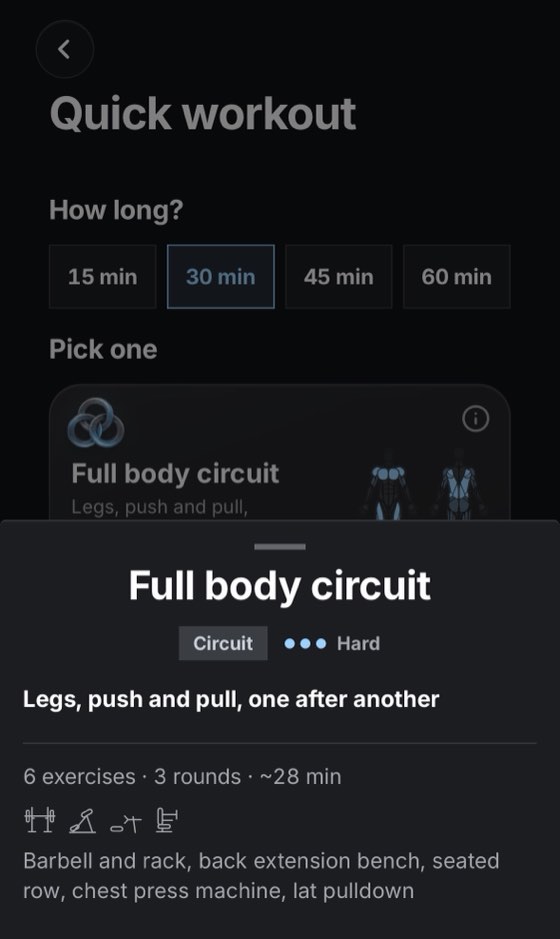 Quick workout
How long?
15 min 30 min 45 min 60 min
Pick one
Full body circuit
Legs, push and pull,
Full body circuit
Circuit Hard
Legs, push and pull, one after another
6 exercises · 3 rounds · ~28 min
Barbell and rack, back extension bench, seated
row, chest press machine, lat pulldown